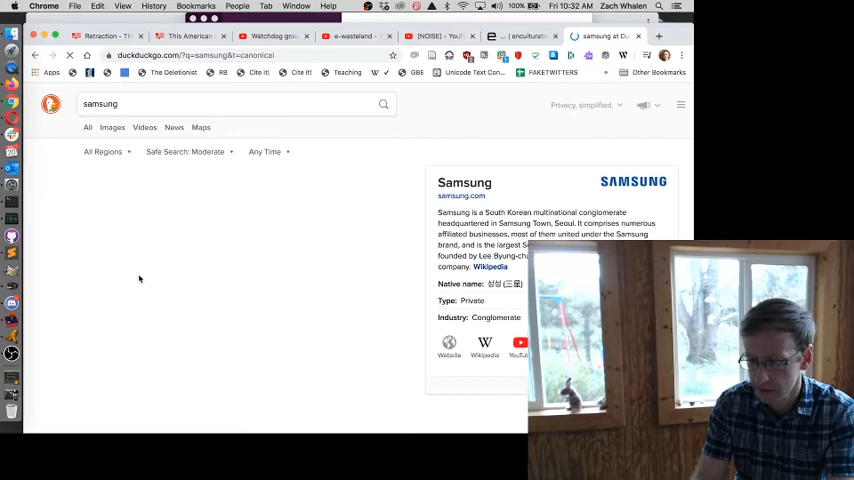 Chrome File Edit View History Bookmarks People Tab Window Help 100% Fri 10:32 AM Zach Whalen
Retraction - Th This American Watchdog grou e-wasteland - Y [NOISE] - YouT ... | enculturatio samsung at Du
duckduckgo.com/?q=samsung&t=canonical
Apps The Deletionist RB Cite it! Cite it! Teaching GBE Unicode Text Con... FAKETWITTERS Other Bookmarks
samsung
Privacy, simplified.
All Images Videos News Maps
All Regions Safe Search: Moderate Any Time
Samsung
SAMSUNG
samsung.com
Samsung is a South Korean multinational conglomerate
headquartered in Samsung Town, Seoul. It comprises numerous
affiliated businesses, most of them united under the Samsung
brand, and is the largest S
founded by Lee Byung-chu
company. Wikipedia
Native name: 삼성 (三星)
Type: Private
Industry: Conglomerate
Website Wikipedia YouTub